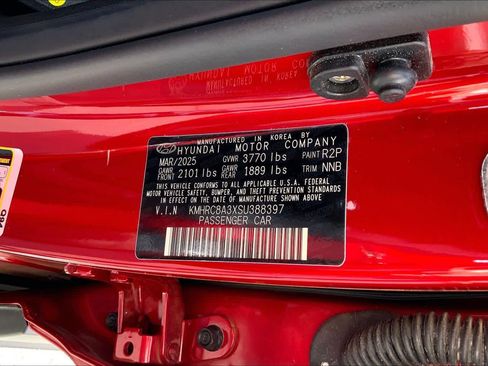 MANUFACTURED IN KOREA BY
HYUNDAI MOTOR COMPANY
MAR/2025 GVWR 3770 lbs PAINT R2P
GAWR FRONT 2101 lbs GAWR REAR 1889 lbs TRIM NNB
THIS VEHICLE CONFORMS TO ALL APPLICABLE U.S.FEDERAL
MOTOR VEHICLE SAFETY, BUMPER, AND THEFT PREVENTION
STANDARDS IN EFFECT ON THE DATE OF MANUFACTURE
SHOWN ABOVE.
V.I.N KMHRC8A3XSU388397
PASSENGER CAR